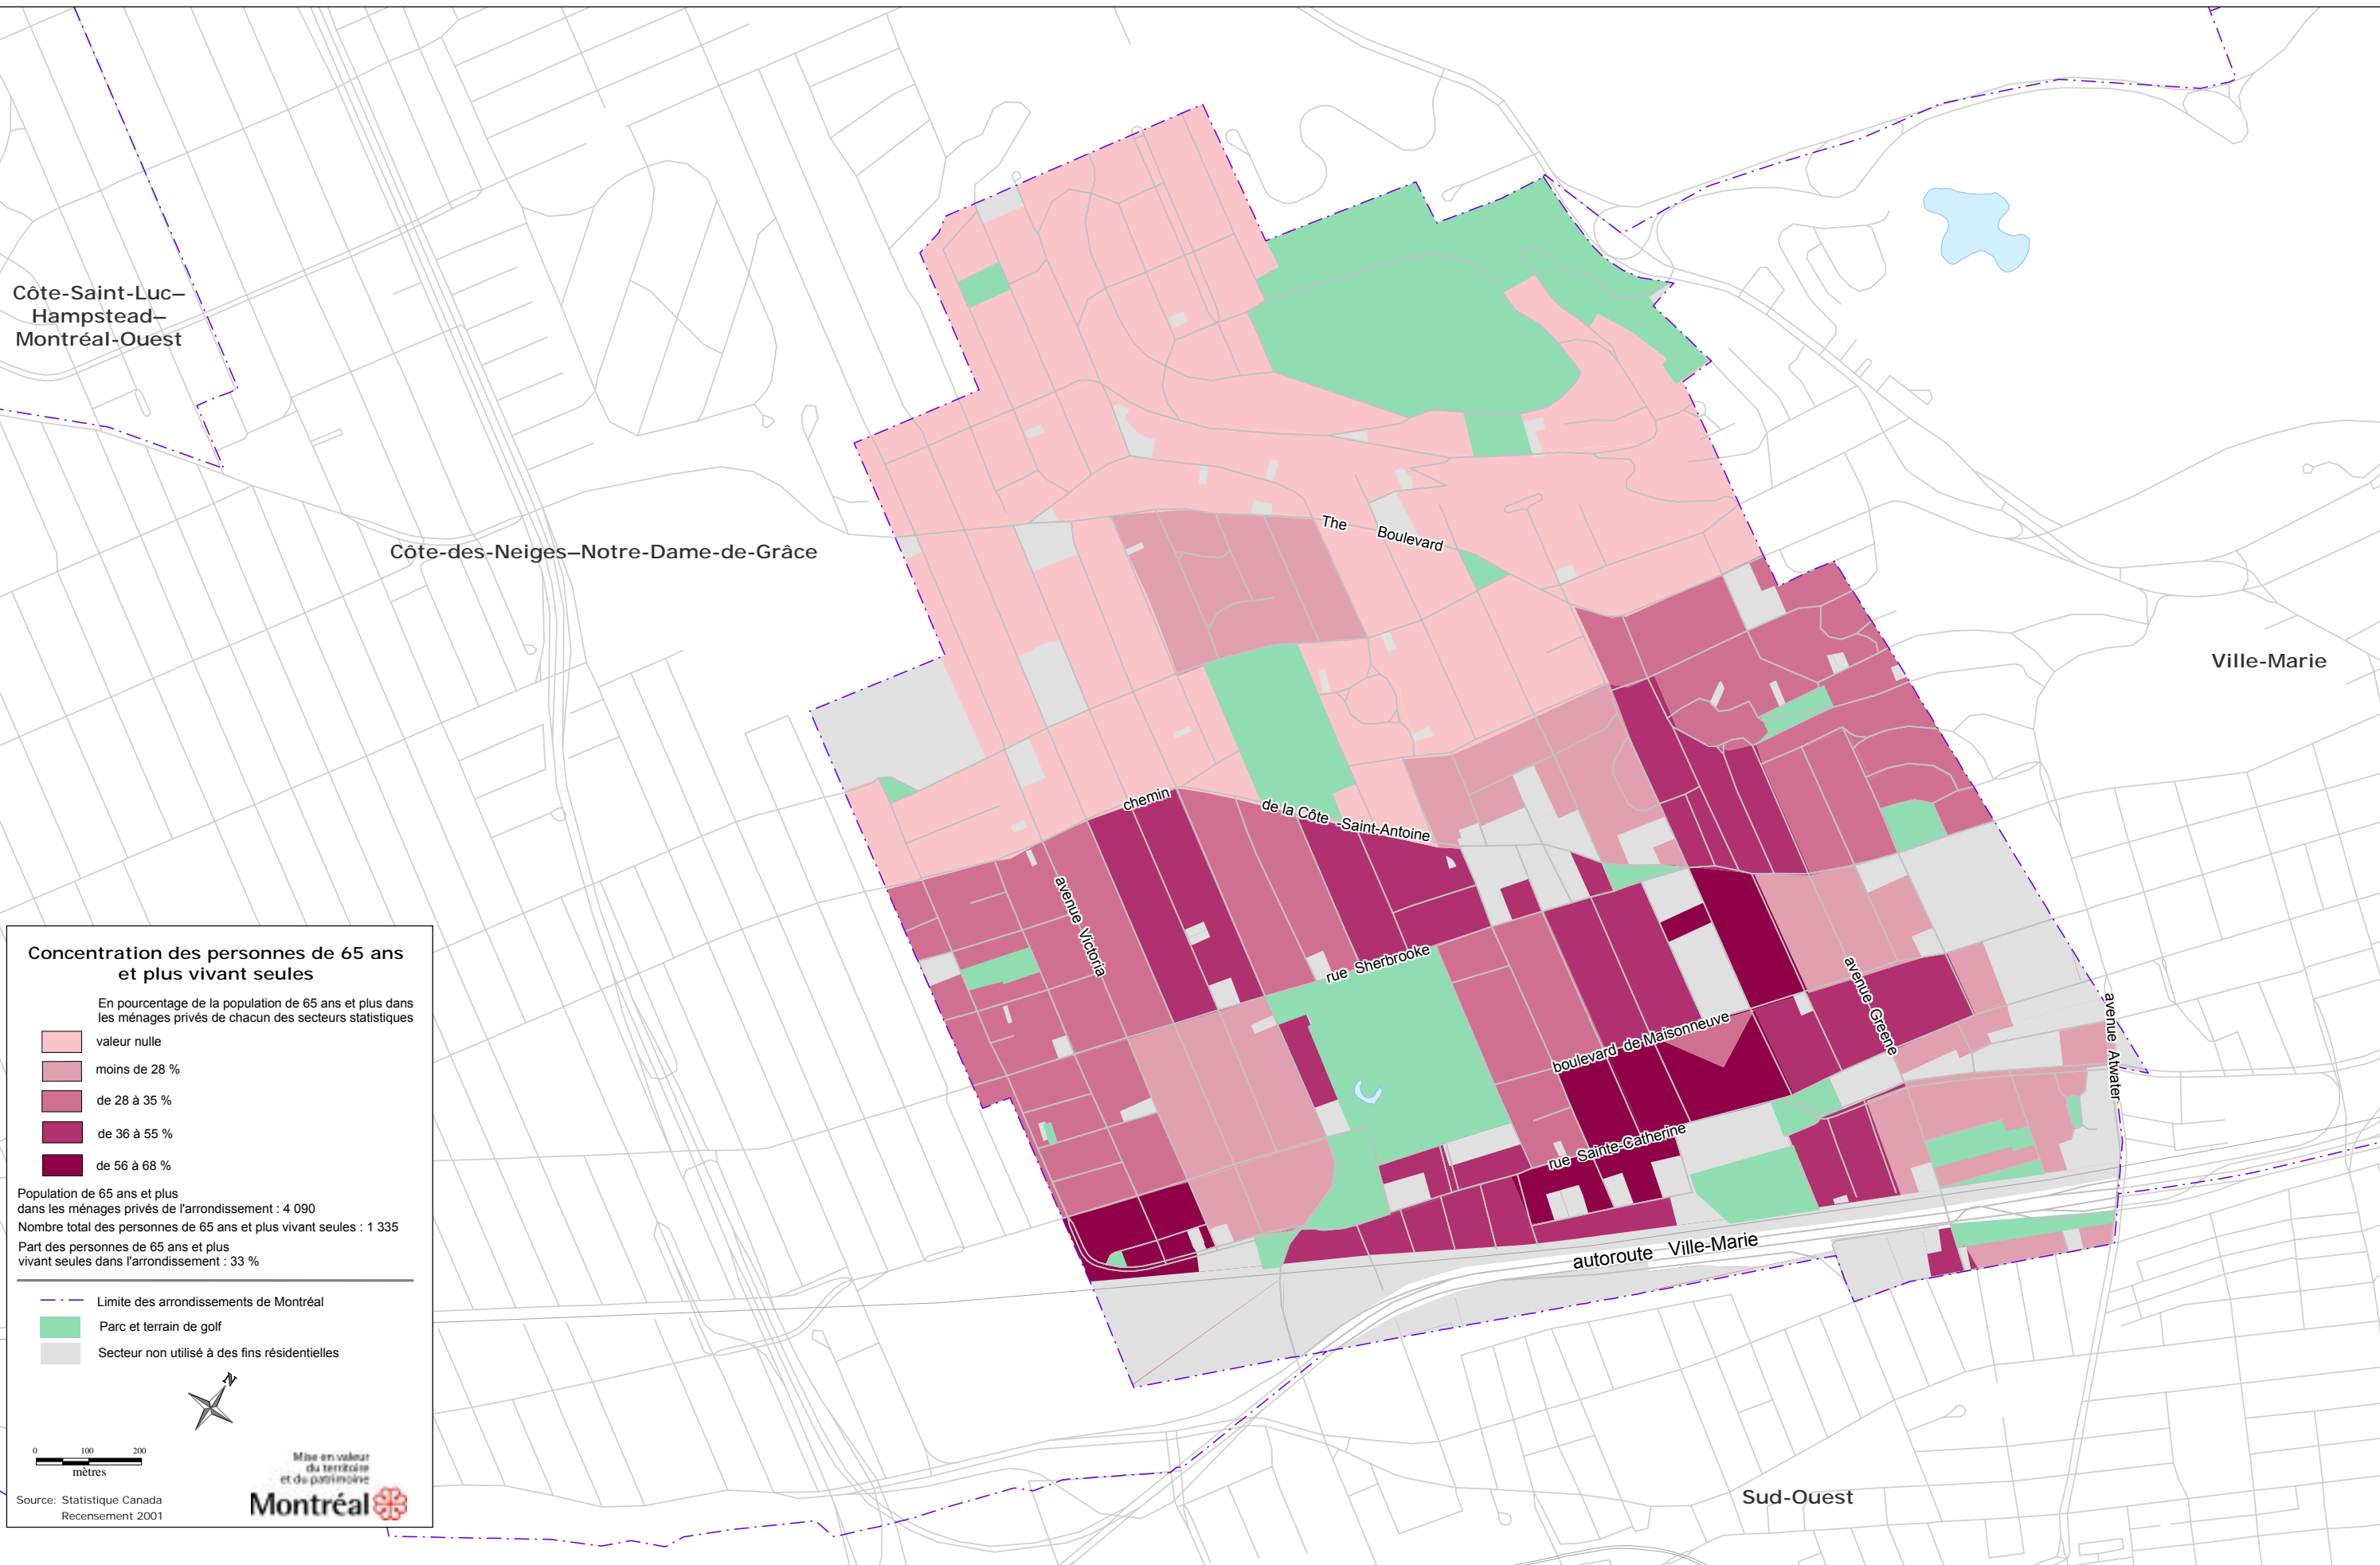 Côte-Saint-Luc–
Hampstead–
Montréal-Ouest
Côte-des-Neiges–Notre-Dame-de-Grâce
Ville-Marie
Sud-Ouest
The Boulevard
chemin de la Côte -Saint-Antoine
avenue Victoria
rue Sherbrooke
boulevard de Maisonneuve
avenue Greene
avenue Atwater
rue Sainte-Catherine
autoroute Ville-Marie
Concentration des personnes de 65 ans
et plus vivant seules
En pourcentage de la population de 65 ans et plus dans
les ménages privés de chacun des secteurs statistiques
valeur nulle
moins de 28 %
de 28 à 35 %
de 36 à 55 %
de 56 à 68 %
Population de 65 ans et plus
dans les ménages privés de l'arrondissement : 4 090
Nombre total des personnes de 65 ans et plus vivant seules : 1 335
Part des personnes de 65 ans et plus
vivant seules dans l'arrondissement : 33 %
Limite des arrondissements de Montréal
Parc et terrain de golf
Secteur non utilisé à des fins résidentielles
N
0 100 200
mètres
Mise en valeur
du territoire
et du patrimoine
Montréal
Source: Statistique Canada
Recensement 2001